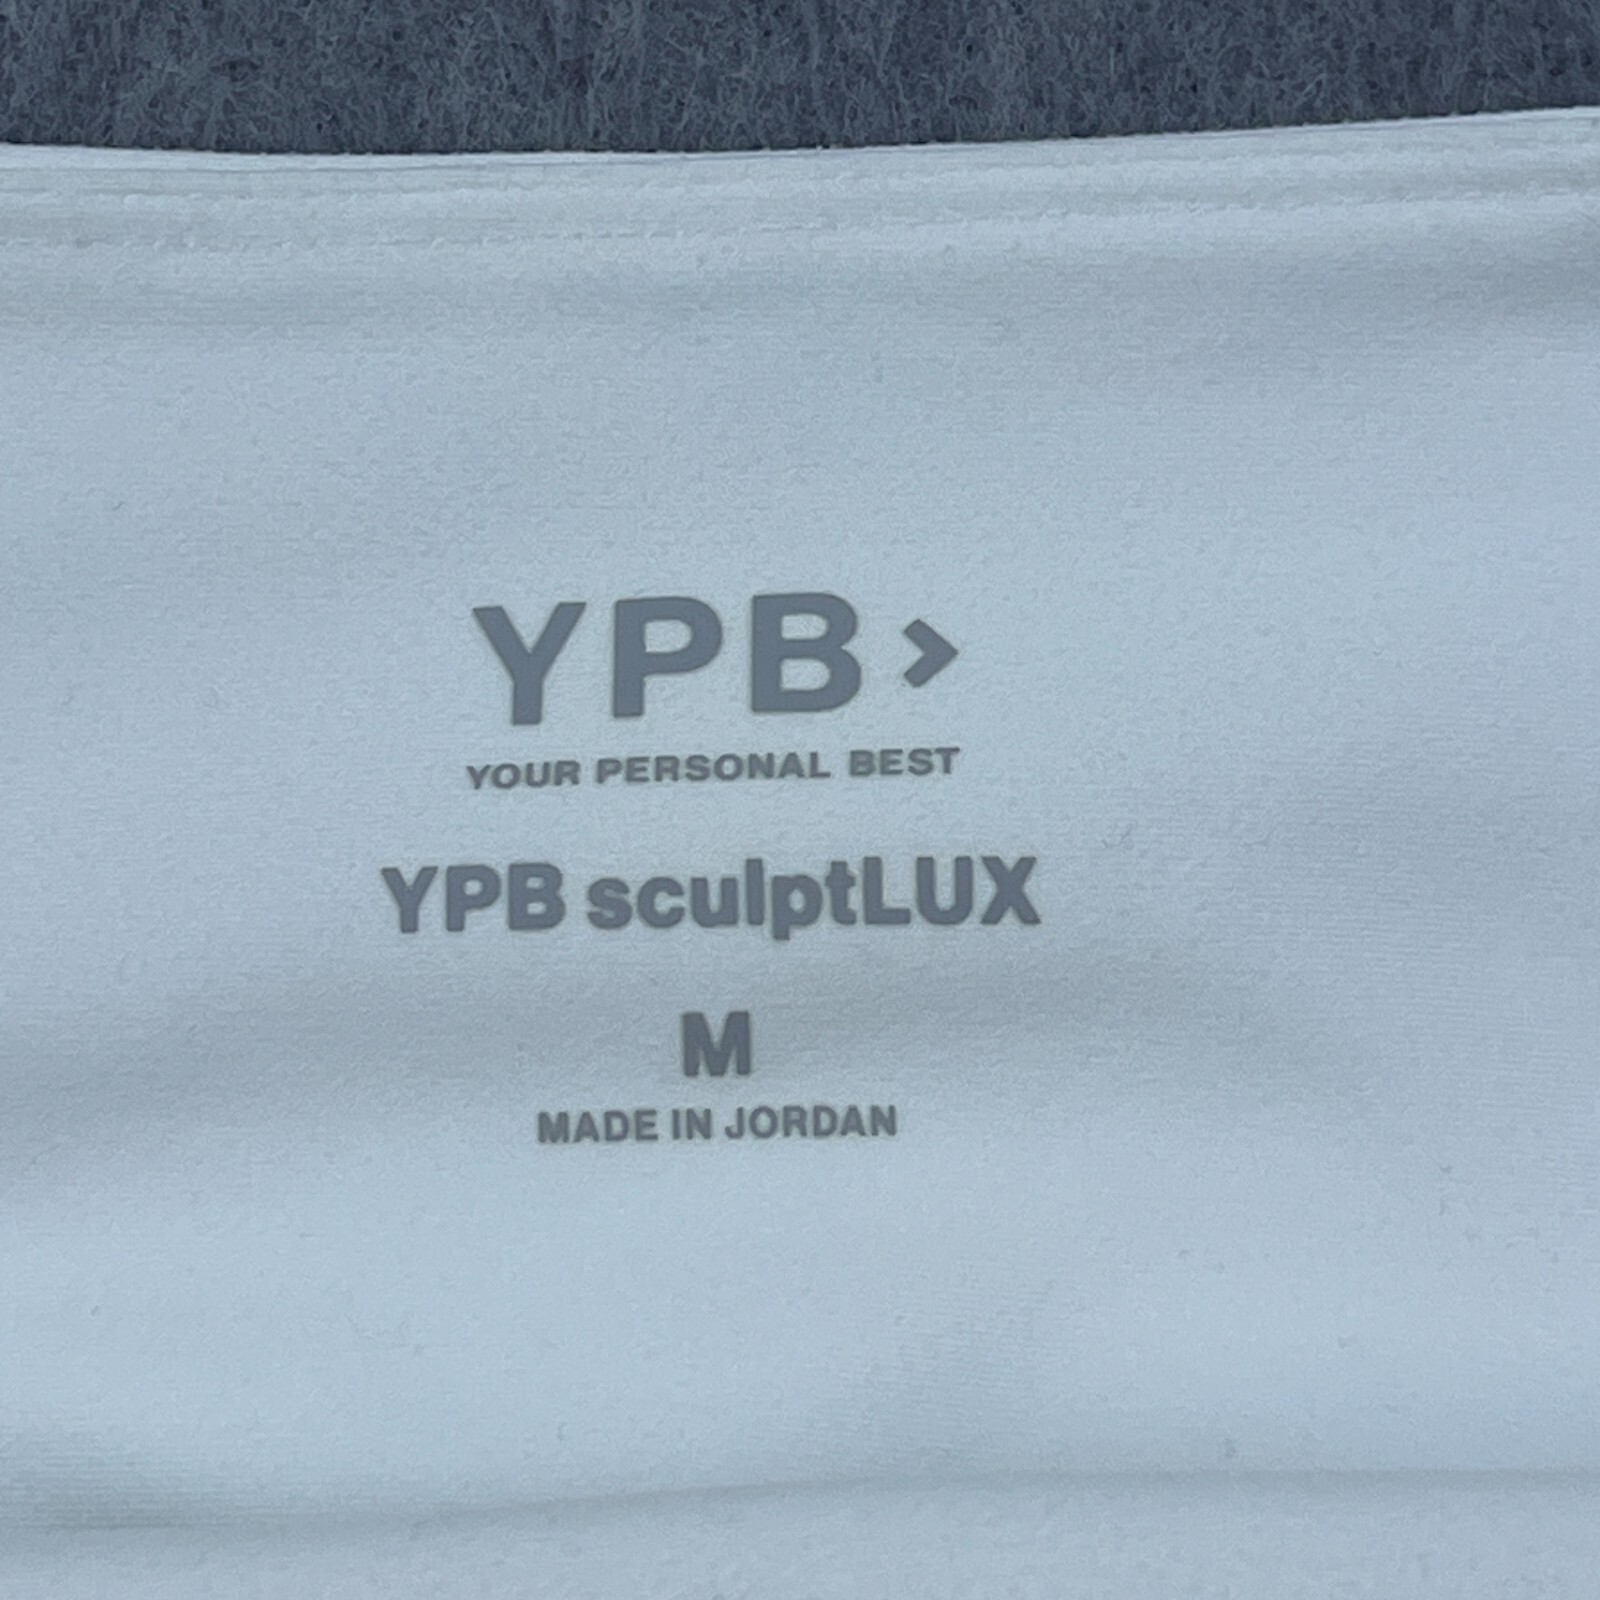 YPB>
YOUR PERSONAL BEST
YPB sculptLUX
M
MADE IN JORDAN